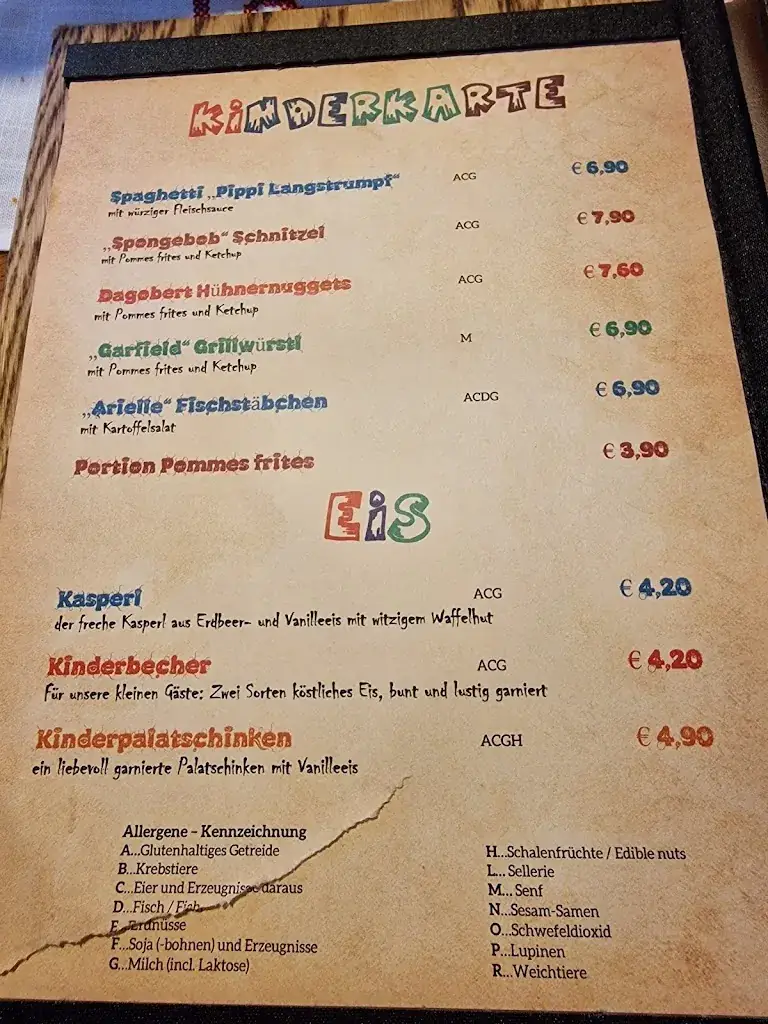 KINDERKARTE
Spaghetti „Pippi Langstrumpf“ ACG € 6,90
mit würziger Fleischsauce
„Spongebob“ Schnitzel ACG € 7,90
mit Pommes frites und Ketchup
Dagobert Hühnernuggets ACG € 7,60
mit Pommes frites und Ketchup
„Garfield“ Grillwürstl M € 6,90
mit Pommes frites und Ketchup
„Arielle“ Fischstäbchen ACDG € 6,90
mit Kartoffelsalat
Portion Pommes frites € 3,90
EiS
Kasperl ACG € 4,20
der freche Kasperl aus Erdbeer- und Vanilleeis mit witzigem Waffelhut
Kinderbecher ACG € 4,20
Für unsere kleinen Gäste: Zwei Sorten köstliches Eis, bunt und lustig garniert
Kinderpalatschinken ACGH € 4,90
ein liebevoll garnierte Palatschinken mit Vanilleeis
Allergene – Kennzeichnung
A...Glutenhaltiges Getreide
B...Krebstiere
C...Eier und Erzeugnisse daraus
D...Fisch / Fish
E...Erdnüsse
F...Soja (-bohnen) und Erzeugnisse
G...Milch (incl. Laktose)
H...Schalenfrüchte / Edible nuts
L... Sellerie
M... Senf
N...Sesam-Samen
O...Schwefeldioxid
P...Lupinen
R...Weichtiere